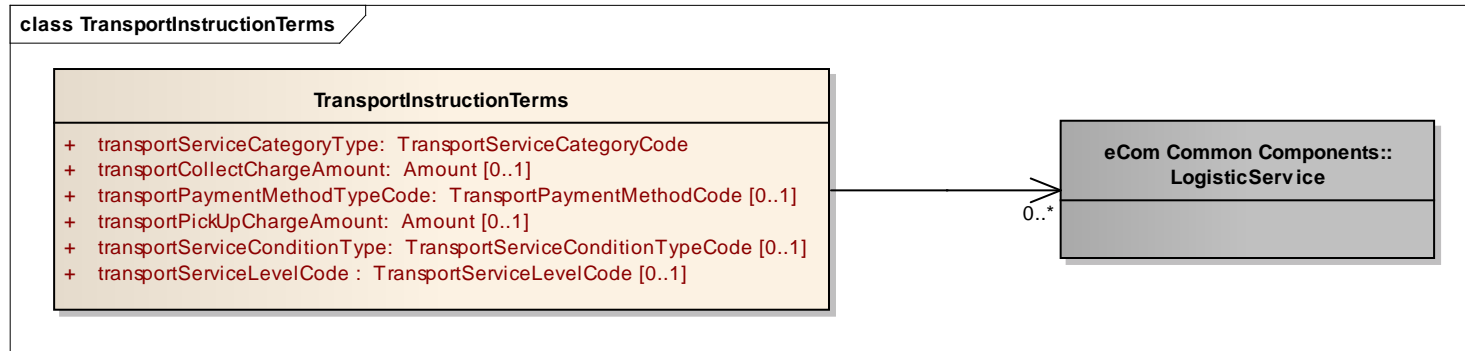 class TransportInstructionTerms
TransportInstructionTerms
+ transportServiceCategoryType: TransportServiceCategoryCode
+ transportCollectChargeAmount: Amount [0..1]
+ transportPaymentMethodTypeCode: TransportPaymentMethodCode [0..1]
+ transportPickUpChargeAmount: Amount [0..1]
+ transportServiceConditionType: TransportServiceConditionTypeCode [0..1]
+ transportServiceLevelCode : TransportServiceLevelCode [0..1]
eCom Common Components::
LogisticService
0..*